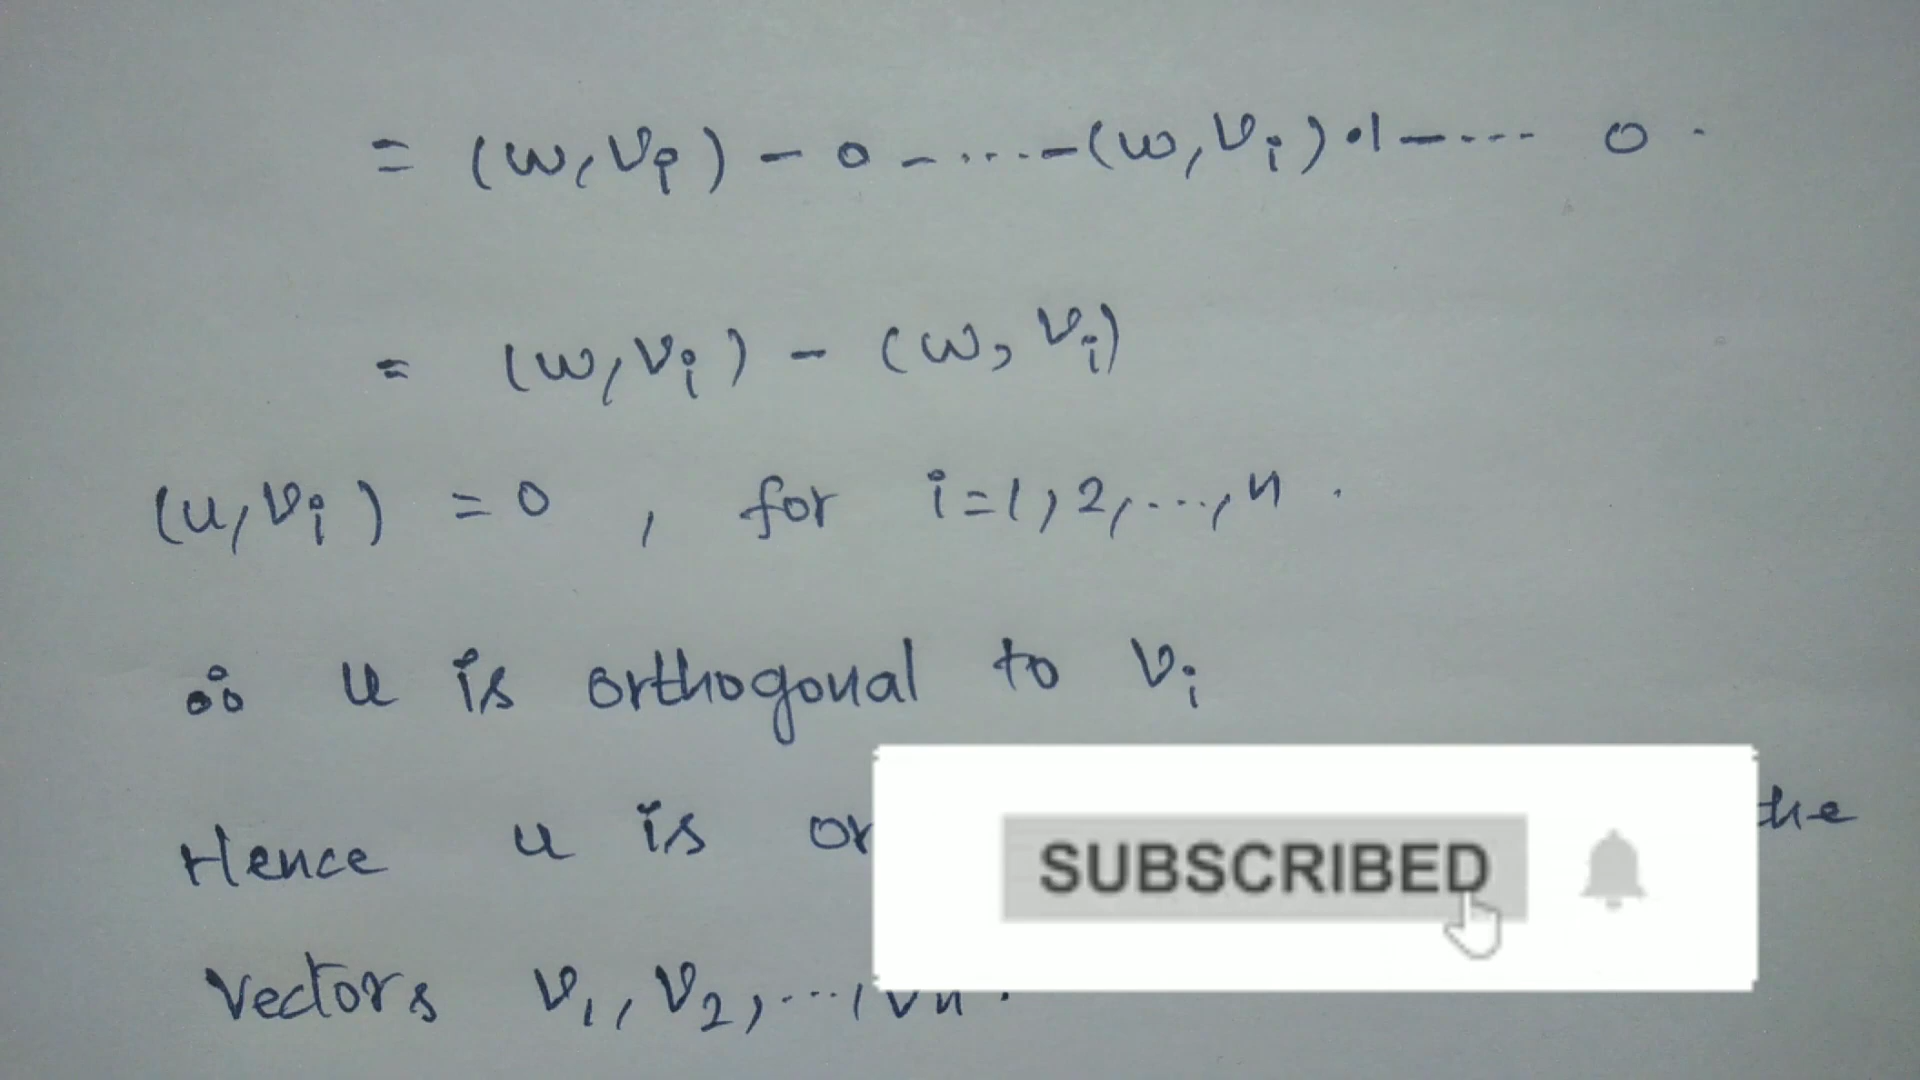 = (w, vᵢ) - 0 - ....-(w, vᵢ)•1 - --- 0.
= (w, vᵢ) - (w, vᵢ)
(u, vᵢ) = 0 , for i=1, 2, ..., n.
∴ u is orthogonal to vᵢ
Hence u is the
SUBSCRIBED
Vectors v₁, v₂, ..., vn.